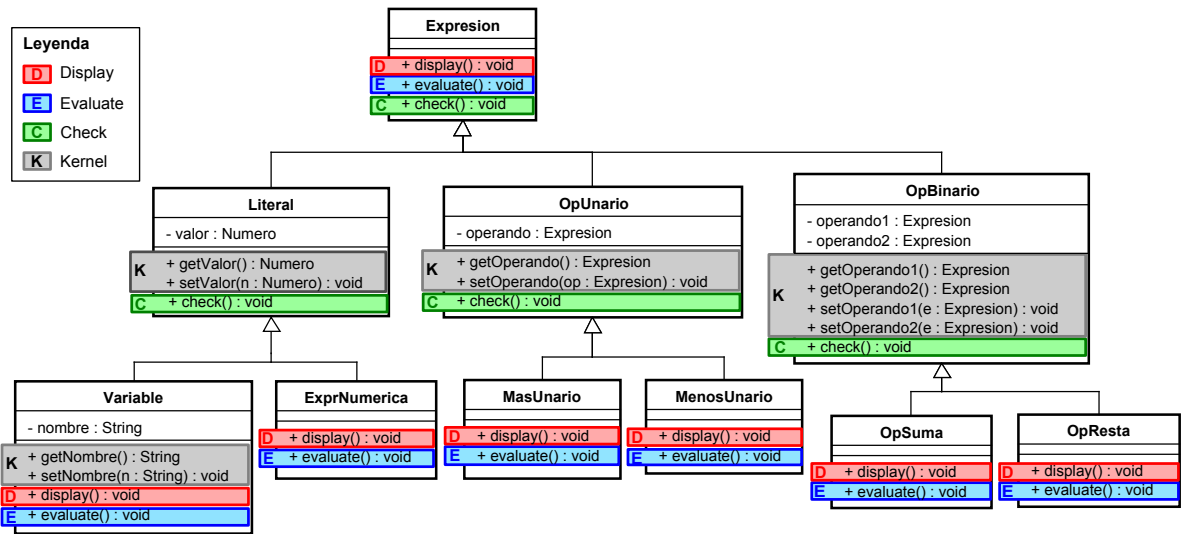 Expresion
D + display() : void
E + evaluate() : void
C + check() : void
Leyenda
D Display
E Evaluate
C Check
K Kernel
Literal
- valor : Numero
K
+ getValor() : Numero
+ setValor(n : Numero) : void
C + check() : void
OpUnario
- operando : Expresion
K
+ getOperando() : Expresion
+ setOperando(op : Expresion) : void
C + check() : void
OpBinario
- operando1 : Expresion
- operando2 : Expresion
K
+ getOperando1() : Expresion
+ getOperando2() : Expresion
+ setOperando1(e : Expresion) : void
+ setOperando2(e : Expresion) : void
C + check() : void
Variable
- nombre : String
K
+ getNombre() : String
+ setNombre(n : String) : void
D + display() : void
E + evaluate() : void
ExprNumerica
D + display() : void
E + evaluate() : void
MasUnario
D + display() : void
E + evaluate() : void
MenosUnario
D + display() : void
E + evaluate() : void
OpSuma
D + display() : void
E + evaluate() : void
OpResta
D + display() : void
E + evaluate() : void